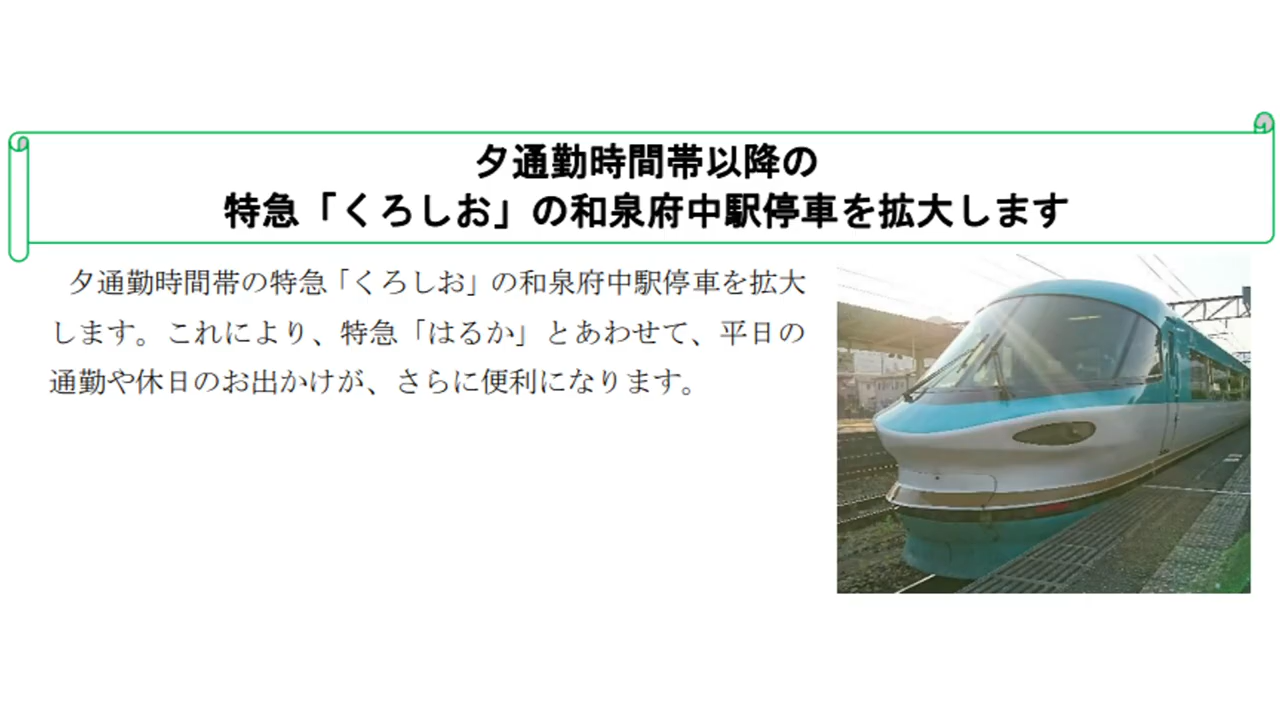 夕通勤時間帯以降の
特急「くろしお」の和泉府中駅停車を拡大します
夕通勤時間帯の特急「くろしお」の和泉府中駅停車を拡大
します。これにより、特急「はるか」とあわせて、平日の
通勤や休日のお出かけが、さらに便利になります。